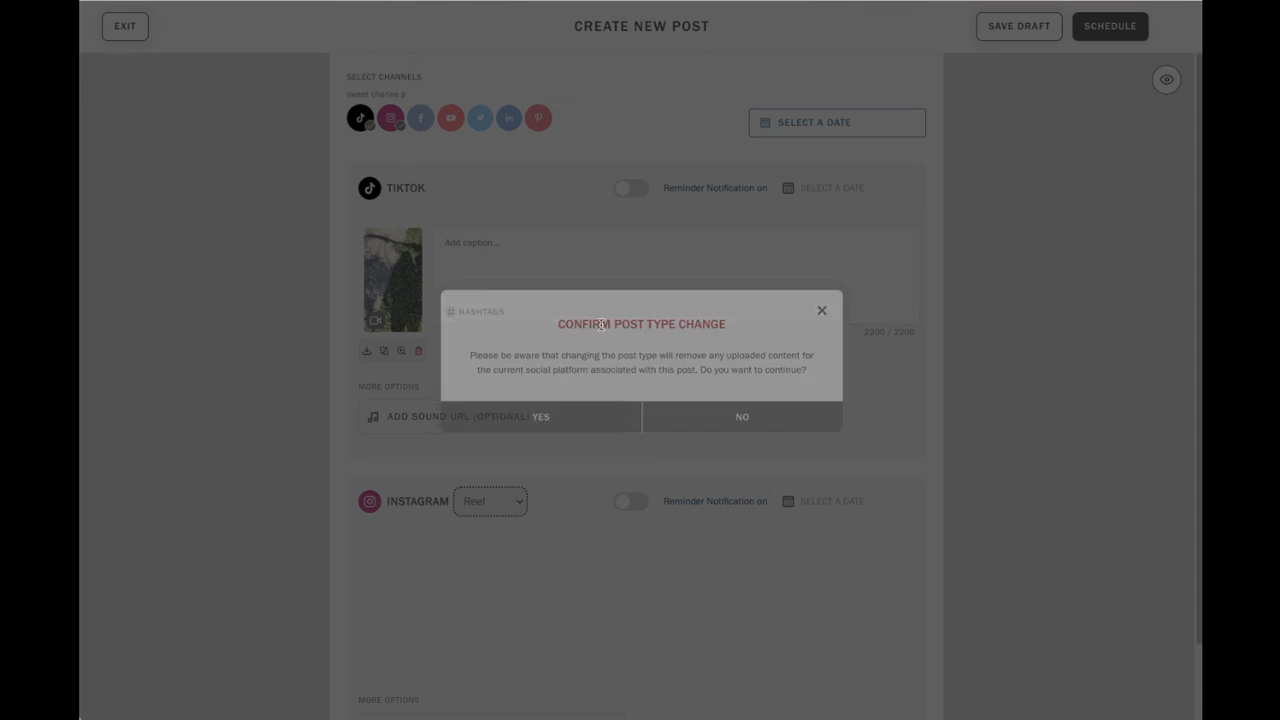 EXIT
CREATE NEW POST
SAVE DRAFT
SCHEDULE
SELECT CHANNELS
sweet charlee p
SELECT A DATE
TIKTOK
Reminder Notification on
SELECT A DATE
Add caption...
# HASHTAGS
2200 / 2200
CONFIRM POST TYPE CHANGE
Please be aware that changing the post type will remove any uploaded content for
the current social platform associated with this post. Do you want to continue?
YES
NO
MORE OPTIONS
ADD SOUND URL (OPTIONAL)
INSTAGRAM
Reel
Reminder Notification on
SELECT A DATE
MORE OPTIONS